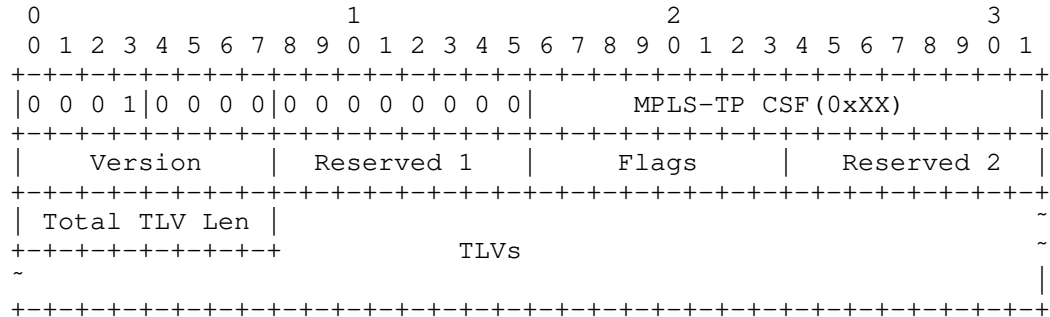 0                   1                   2                   3
 0 1 2 3 4 5 6 7 8 9 0 1 2 3 4 5 6 7 8 9 0 1 2 3 4 5 6 7 8 9 0 1
+-+-+-+-+-+-+-+-+-+-+-+-+-+-+-+-+-+-+-+-+-+-+-+-+-+-+-+-+-+-+-+-+
|0 0 0 1|0 0 0 0|0 0 0 0 0 0 0 0|      MPLS-TP CSF(0xXX)        |
+-+-+-+-+-+-+-+-+-+-+-+-+-+-+-+-+-+-+-+-+-+-+-+-+-+-+-+-+-+-+-+-+
|    Version    |  Reserved 1   |     Flags     |   Reserved 2  |
+-+-+-+-+-+-+-+-+-+-+-+-+-+-+-+-+-+-+-+-+-+-+-+-+-+-+-+-+-+-+-+-+
| Total TLV Len |                                               ~
+-+-+-+-+-+-+-+-+           TLVs                                ~
~                                                               |
+-+-+-+-+-+-+-+-+-+-+-+-+-+-+-+-+-+-+-+-+-+-+-+-+-+-+-+-+-+-+-+-+